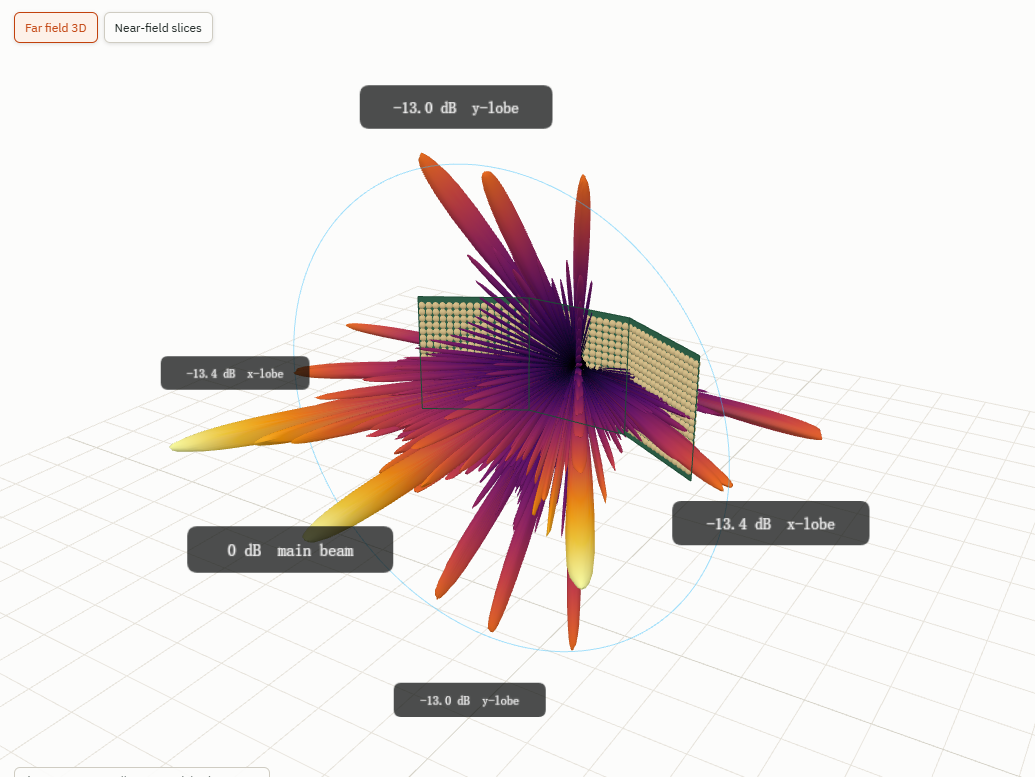 Far field 3D
Near-field slices
-13.0 dB y-lobe
-13.4 dB x-lobe
-13.4 dB x-lobe
0 dB main beam
-13.0 dB y-lobe